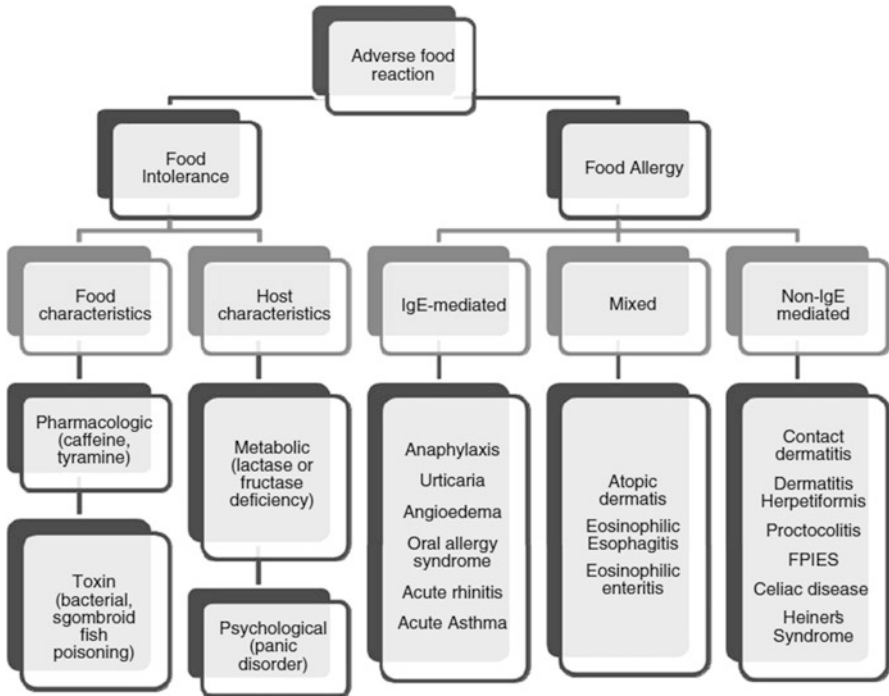 Adverse food
reaction
Food
Intolerance
Food Allergy
Food
characteristics
Host
characteristics
IgE-mediated
Mixed
Non-IgE
mediated
Pharmacologic
(caffeine,
tyramine)
Toxin
(bacterial,
sgombroid
fish
poisoning)
Metabolic
(lactase or
fructase
deficiency)
Psychological
(panic
disorder)
Anaphylaxis
Urticaria
Angioedema
Oral allergy
syndrome
Acute rhinitis
Acute Asthma
Atopic
dermatis
Eosinophilic
Esophagitis
Eosinophilic
enteritis
Contact
dermatitis
Dermatitis
Herpetiformis
Proctocolitis
FPIES
Celiac disease
Heiner's
Syndrome